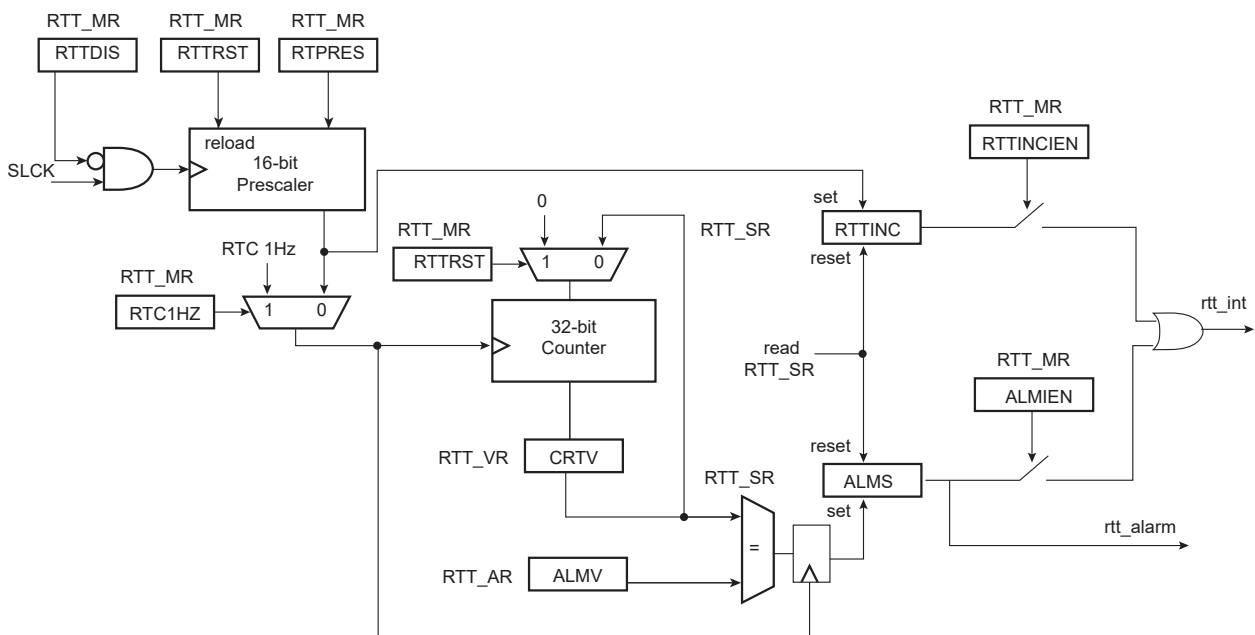 RTT_MR
RTT_MR
RTT_MR
RTTDIS
RTTRST
RTPRES
reload
16-bit
Prescaler
SLCK
RTT_MR
RTTINCIEN
0
set
RTTINC
reset
RTT_SR
RTT_MR
RTTRST
1 0
RTC 1Hz
RTT_MR
RTC1HZ
1 0
32-bit
Counter
rtt_int
read
RTT_SR
RTT_MR
ALMIEN
reset
ALMS
set
RTT_VR
CRTV
RTT_SR
=
rtt_alarm
RTT_AR
ALMV